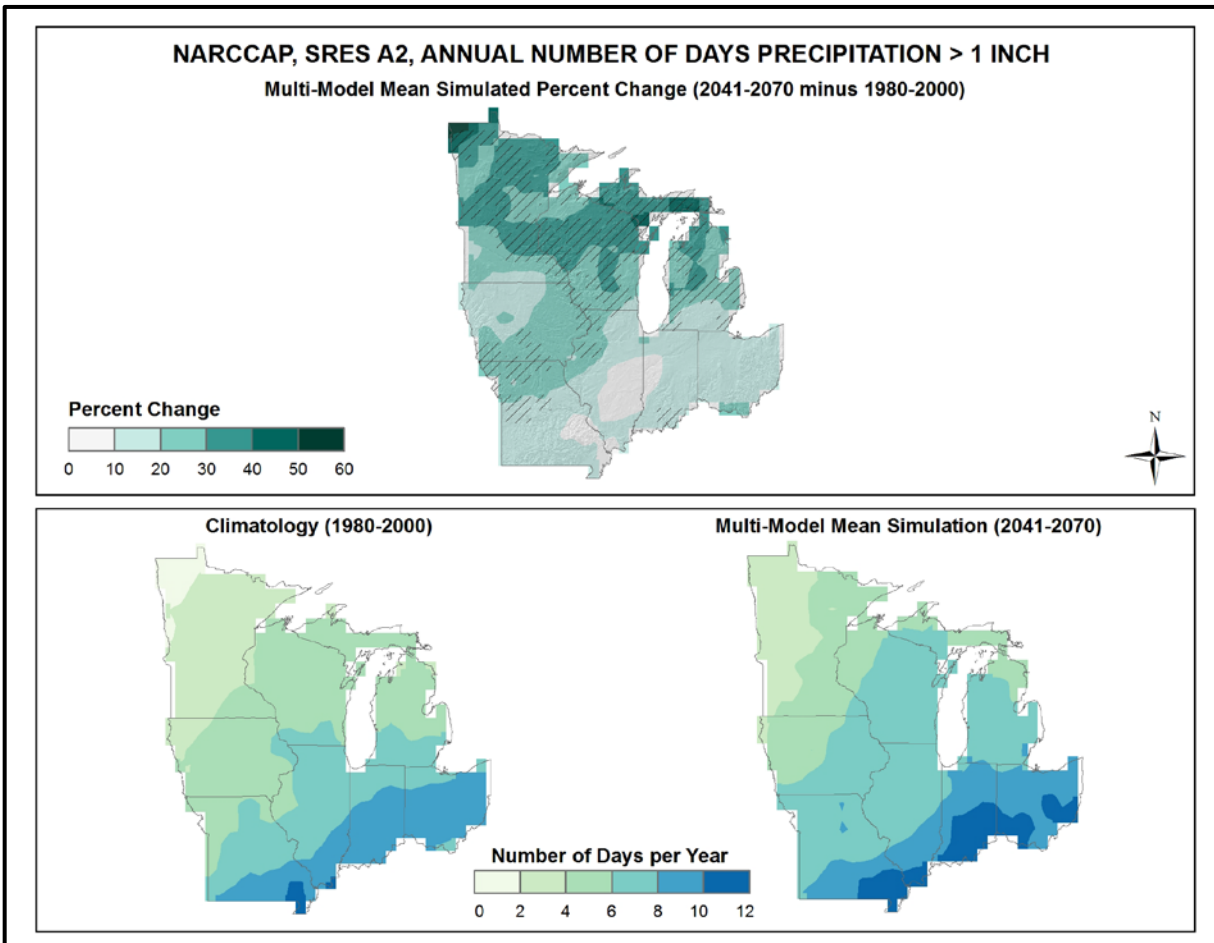 NARCCAP, SRES A2, ANNUAL NUMBER OF DAYS PRECIPITATION > 1 INCH
Multi-Model Mean Simulated Percent Change (2041-2070 minus 1980-2000)
Percent Change
0 10 20 30 40 50 60
N
Climatology (1980-2000)
Multi-Model Mean Simulation (2041-2070)
Number of Days per Year
0 2 4 6 8 10 12